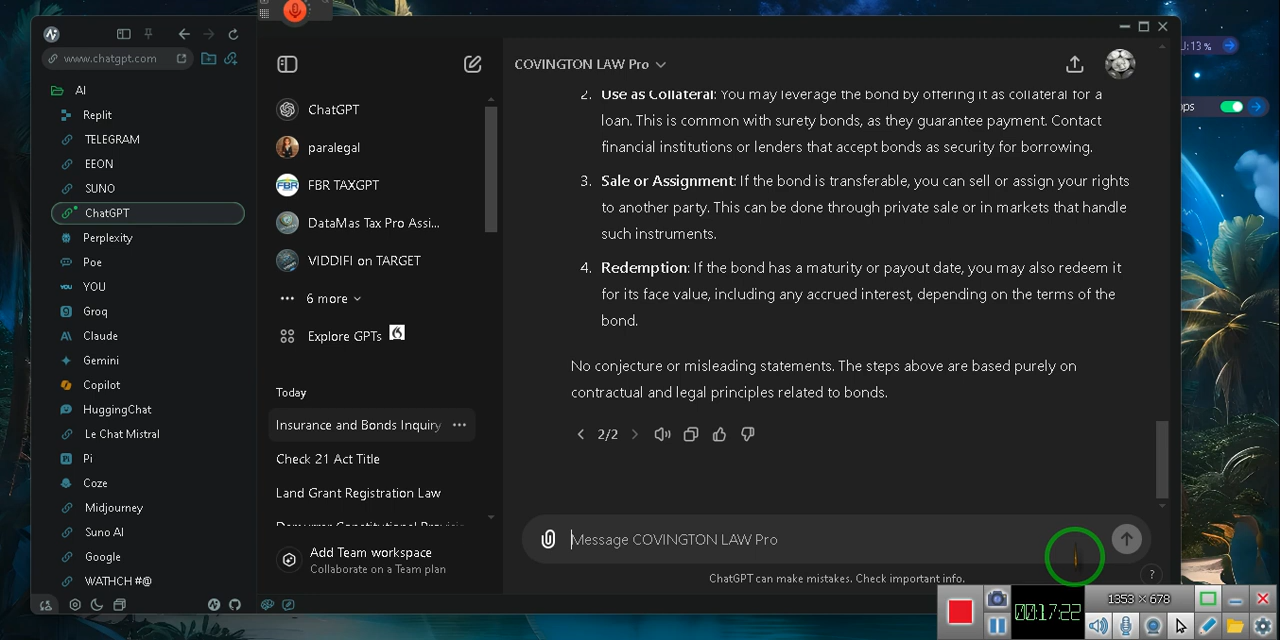 www.chatgpt.com
AI
Replit
TELEGRAM
EEON
SUNO
ChatGPT
Perplexity
Poe
YOU
YOU
Groq
Claude
Gemini
Copilot
HuggingChat
Le Chat Mistral
Pi
Coze
Midjourney
Suno AI
Google
WATHCH #@
ChatGPT
paralegal
FBR TAXGPT
DataMas Tax Pro Assi...
VIDDIFI on TARGET
6 more
Explore GPTs
Today
Insurance and Bonds Inquiry
Check 21 Act Title
Land Grant Registration Law
Demurrer Constitutional Provisio
Add Team workspace
Collaborate on a Team plan
COVINGTON LAW Pro
2. Use as Collateral: You may leverage the bond by offering it as collateral for a
loan. This is common with surety bonds, as they guarantee payment. Contact
financial institutions or lenders that accept bonds as security for borrowing.
3. Sale or Assignment: If the bond is transferable, you can sell or assign your rights
to another party. This can be done through private sale or in markets that handle
such instruments.
4. Redemption: If the bond has a maturity or payout date, you may also redeem it
for its face value, including any accrued interest, depending on the terms of the
bond.
No conjecture or misleading statements. The steps above are based purely on
contractual and legal principles related to bonds.
2/2
Message COVINGTON LAW Pro
ChatGPT can make mistakes. Check important info.
?
U: 13 %
ops
1353 × 678
00:17:22